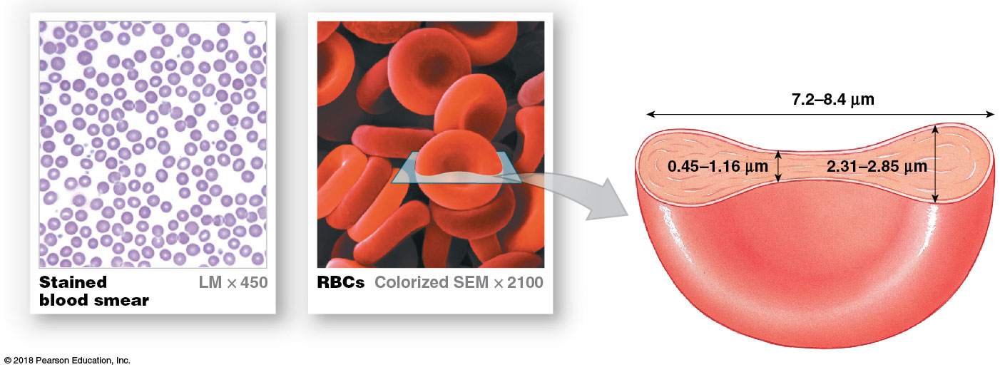 Stained
blood smear
LM × 450
RBCs Colorized SEM × 2100
7.2–8.4 μm
0.45–1.16 μm
2.31–2.85 μm
© 2018 Pearson Education, Inc.